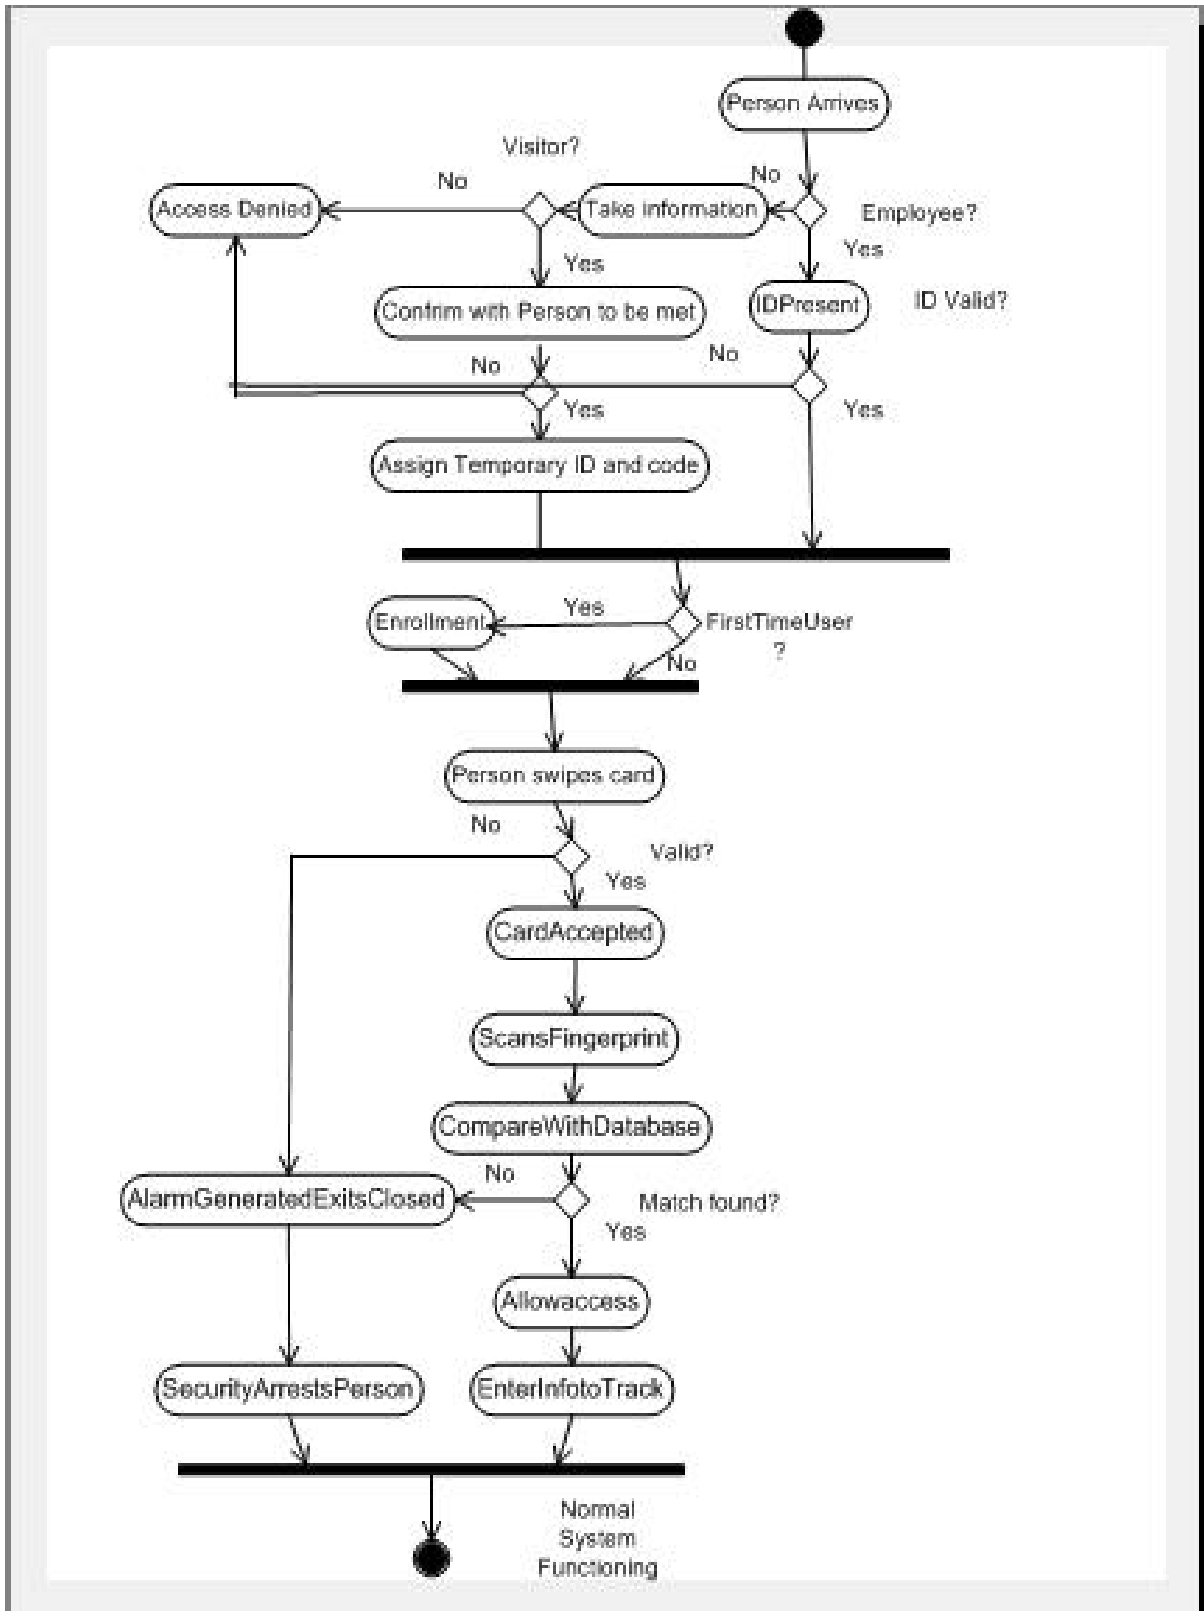 Person Arrives
Visitor?
No
No
Access Denied
Take information
Employee?
Yes
Yes
Confrim with Person to be met
IDPresent
ID Valid?
No
No
Yes
Yes
Assign Temporary ID and code
Enrollment
Yes
FirstTimeUser
?
No
Person swipes card
No
Valid?
Yes
CardAccepted
ScansFingerprint
CompareWithDatabase
No
AlarmGeneratedExitsClosed
Match found?
Yes
Allowaccess
SecurityArrestsPerson
EnterInfotoTrack
Normal
System
Functioning